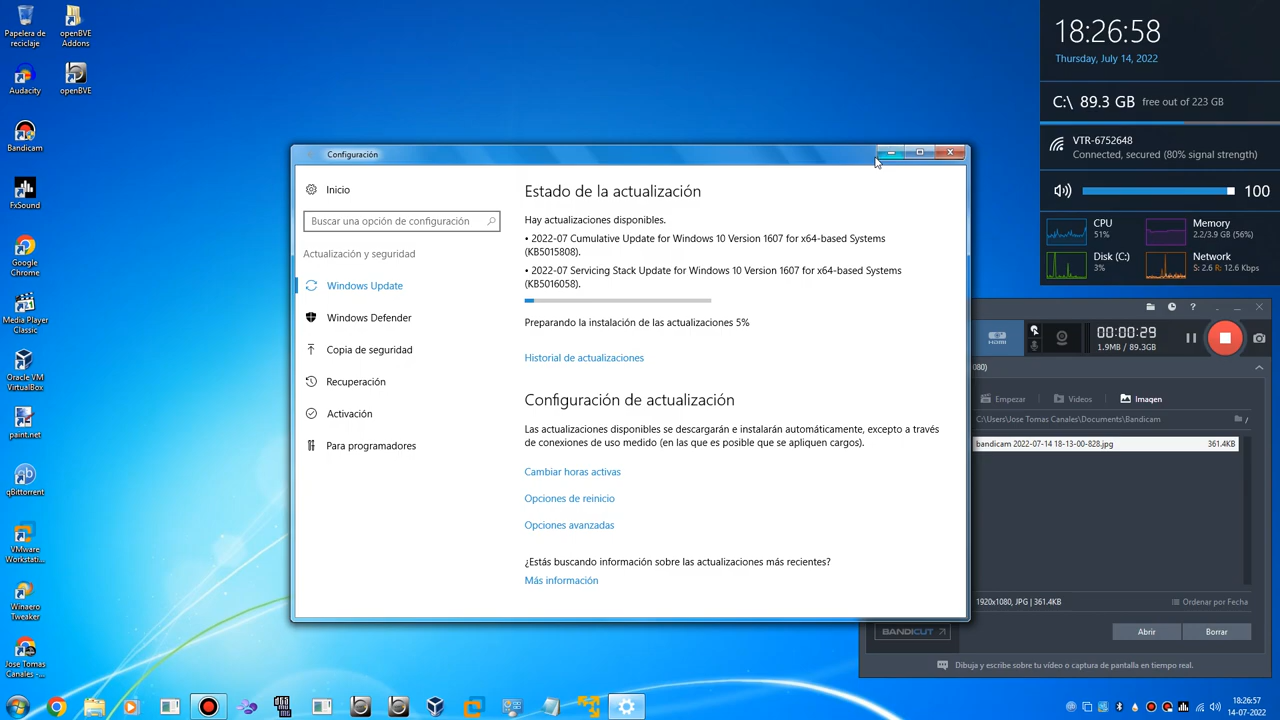 Papelera de
reciclaje
openBVE
Addons
Audacity
openBVE
Bandicam
FxSound
Google
Chrome
Media Player
Classic
Oracle VM
VirtualBox
paint.net
qBittorrent
VMware
Workstati...
Winaero
Tweaker
Jose Tomas
Canales - ...
Configuración
Inicio
Buscar una opción de configuración
Actualización y seguridad
Windows Update
Windows Defender
Copia de seguridad
Recuperación
Activación
Para programadores
Estado de la actualización
Hay actualizaciones disponibles.
• 2022-07 Cumulative Update for Windows 10 Version 1607 for x64-based Systems
(KB5015808).
• 2022-07 Servicing Stack Update for Windows 10 Version 1607 for x64-based Systems
(KB5016058).
Preparando la instalación de las actualizaciones 5%
Historial de actualizaciones
Configuración de actualización
Las actualizaciones disponibles se descargarán e instalarán automáticamente, excepto a través
de conexiones de uso medido (en las que es posible que se apliquen cargos).
Cambiar horas activas
Opciones de reinicio
Opciones avanzadas
¿Estás buscando información sobre las actualizaciones más recientes?
Más información
18:26:58
Thursday, July 14, 2022
C:\ 89.3 GB free out of 223 GB
VTR-6752648
Connected, secured (80% signal strength)
100
CPU
51%
Memory
2.2/3.9 GB (56%)
Disk (C:)
3%
Network
S: 2.6 R: 12.6 Kbps
HDMI
00:00:29
1.9MB / 89.3GB
080)
Empezar
Videos
Imagen
C:\Users\Jose Tomas Canales\Documents\Bandicam
bandicam 2022-07-14 18-13-00-828.jpg 361.4KB
1920x1080, JPG | 361.4KB
Ordenar por Fecha
BANDICUT
Abrir
Borrar
Dibuja y escribe sobre tu vídeo o captura de pantalla en tiempo real.
18:26:57
14-07-2022